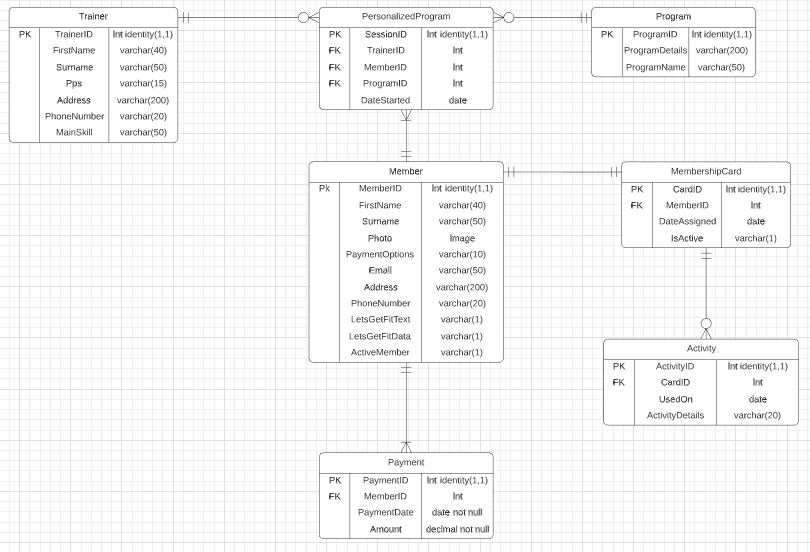 Trainer
PK TrainerID Int identity(1,1)
FirstName varchar(40)
Surname varchar(50)
Pps varchar(15)
Address varchar(200)
PhoneNumber varchar(20)
MainSkill varchar(50)
PersonalizedProgram
PK SessionID Int identity(1,1)
FK TrainerID Int
FK MemberID Int
FK ProgramID Int
DateStarted date
Program
PK ProgramID Int identity(1,1)
ProgramDetails varchar(200)
ProgramName varchar(50)
Member
Pk MemberID Int identity(1,1)
FirstName varchar(40)
Surname varchar(50)
Photo Image
PaymentOptions varchar(10)
Email varchar(50)
Address varchar(200)
PhoneNumber varchar(20)
LetsGetFitText varchar(1)
LetsGetFitData varchar(1)
ActiveMember varchar(1)
MembershipCard
PK CardID Int identity(1,1)
FK MemberID Int
DateAssigned date
IsActive varchar(1)
Activity
PK ActivityID Int identity(1,1)
FK CardID Int
UsedOn date
ActivityDetails varchar(20)
Payment
PK PaymentID Int identity(1,1)
FK MemberID Int
PaymentDate date not null
Amount decimal not null